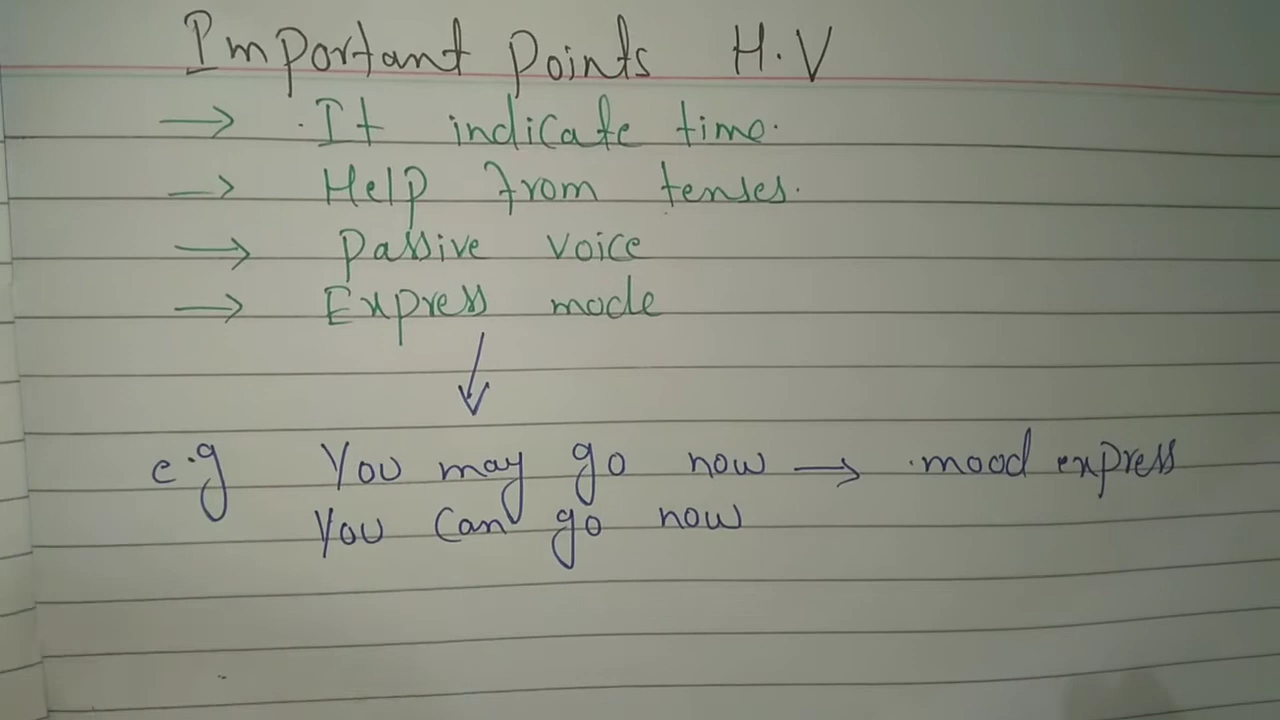 Important Points H.V
→ .It indicate time.
→ Help from tenses.
→ Passive voice
→ Express mode
↓
e.g You may go now → .mood express
You can go now